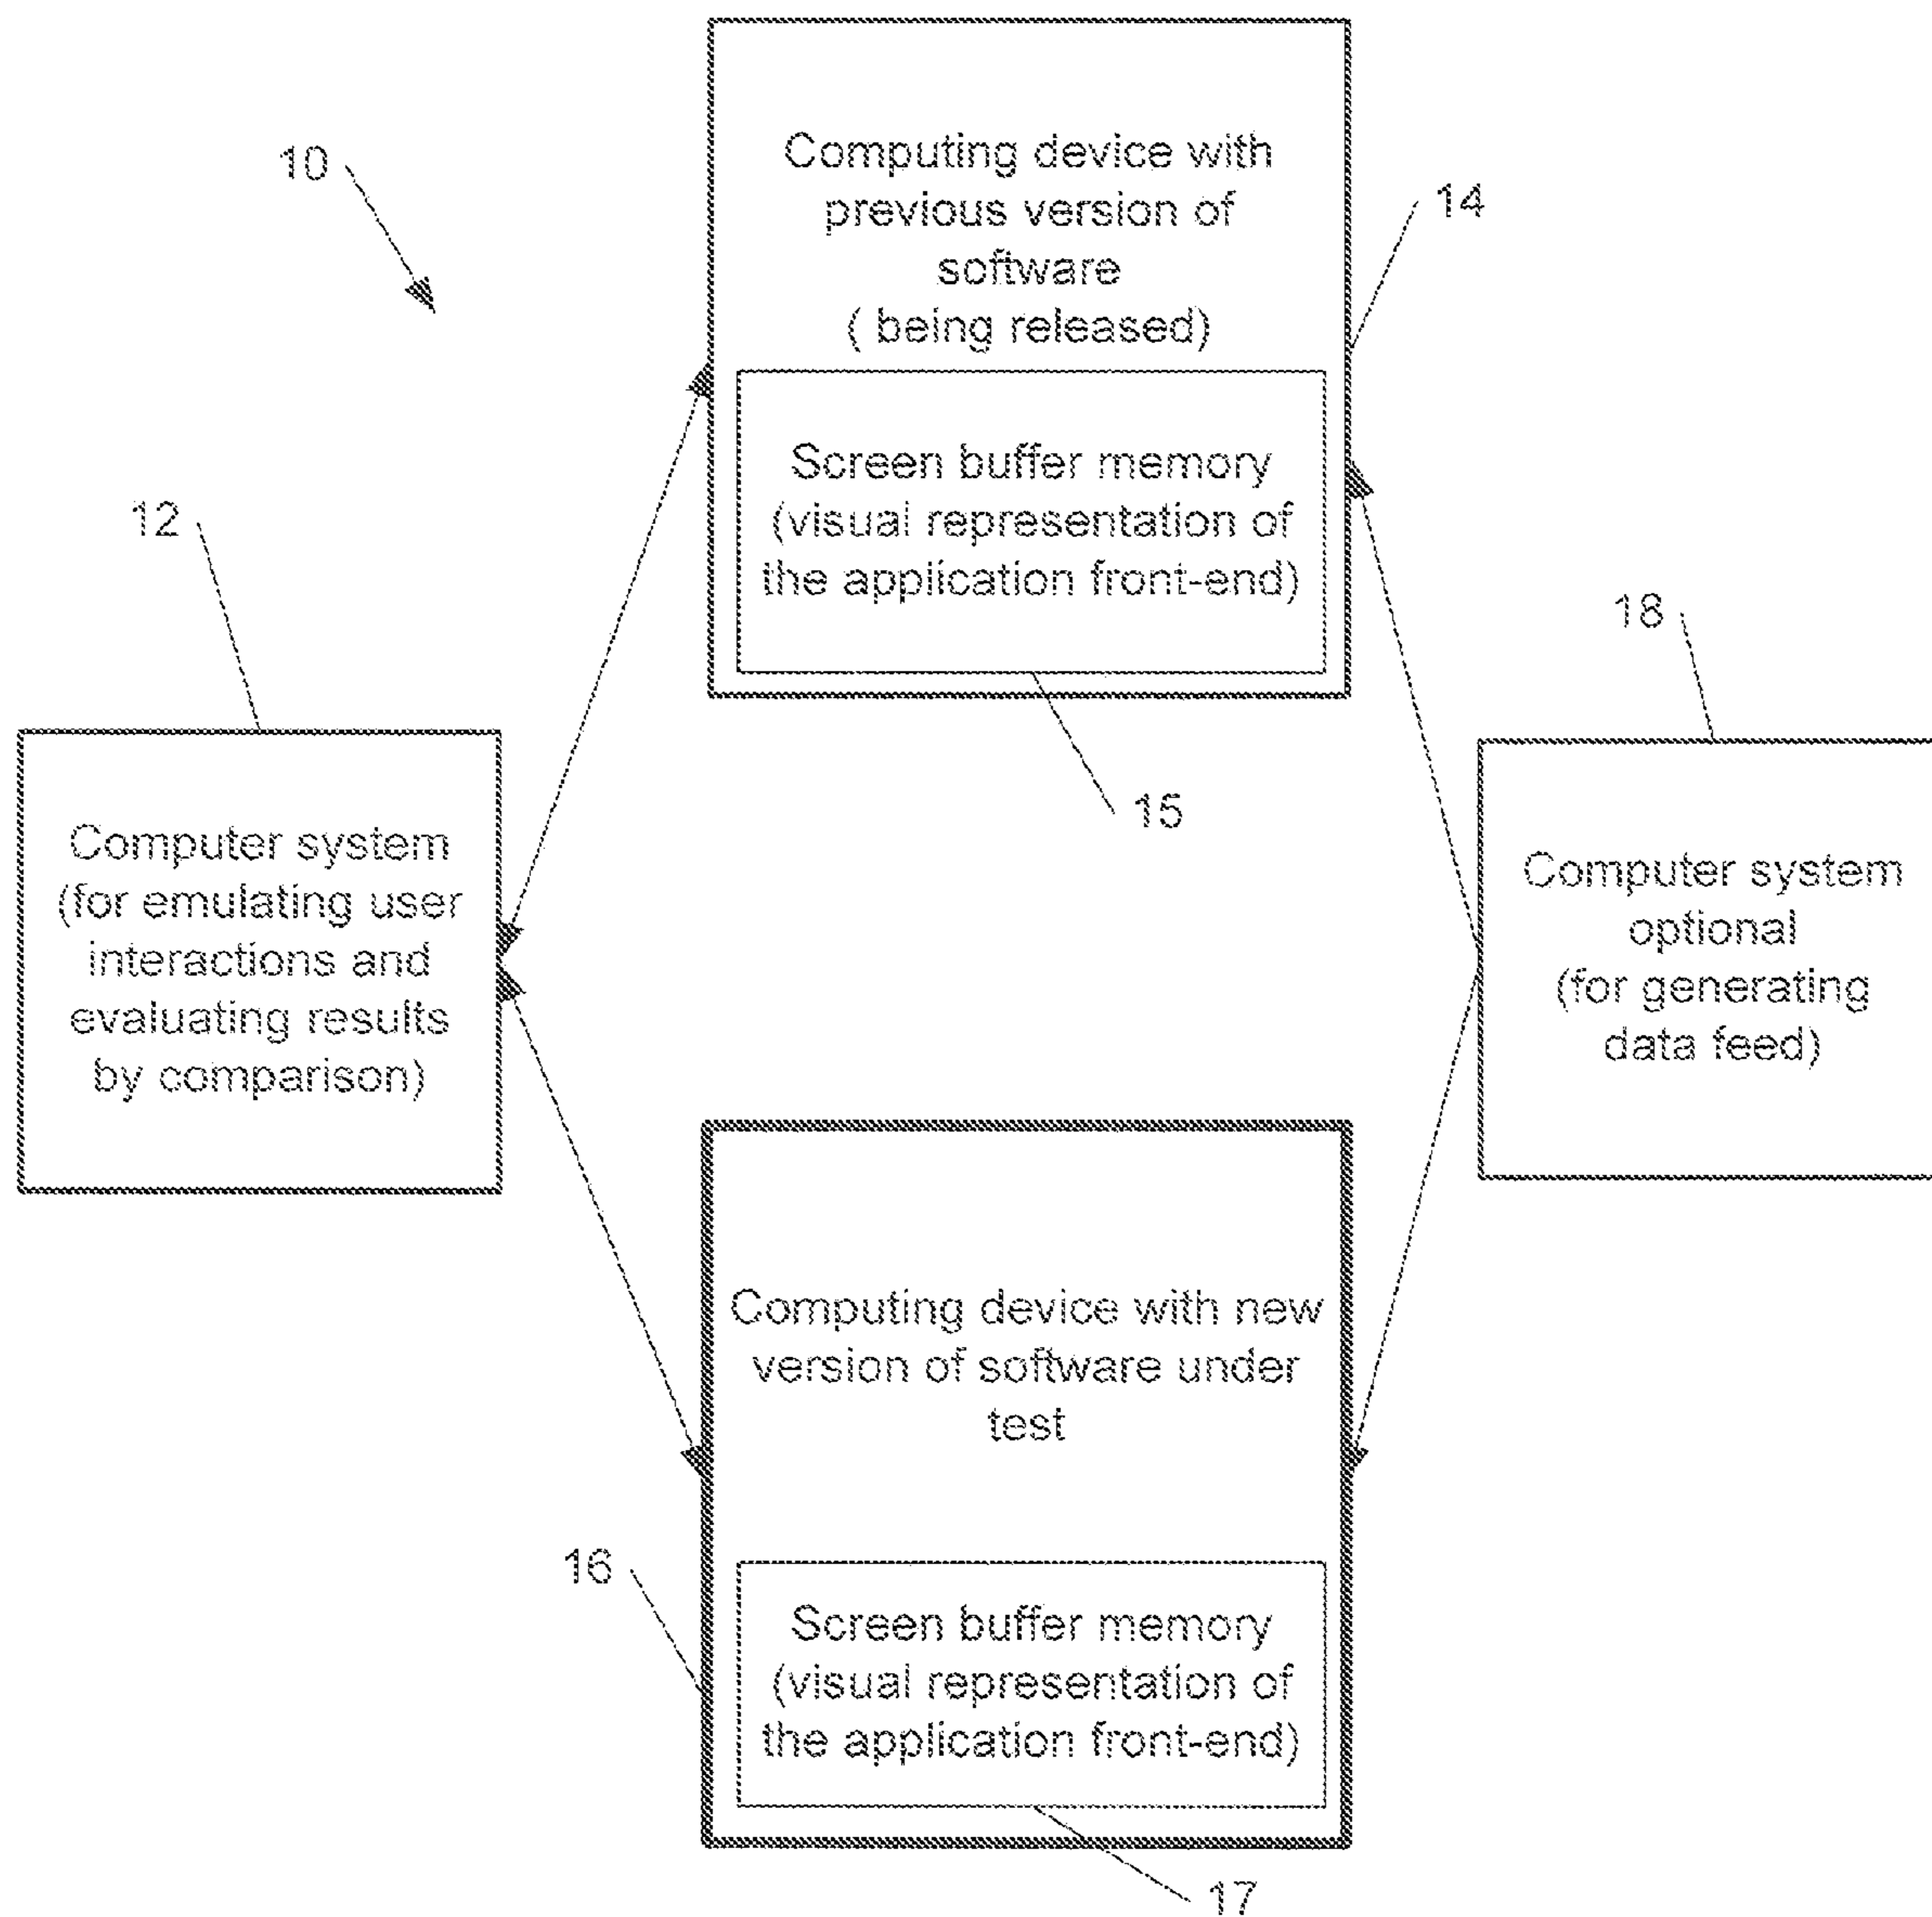 10
Computing device with
previous version of
software
( being released)
14
Screen buffer memory
(visual representation of
the application front-end)
15
12
Computer system
(for emulating user
interactions and
evaluating results
by comparison)
18
Computer system
optional
(for generating
data feed)
Computing device with new
version of software under
test
16
Screen buffer memory
(visual representation of
the application front-end)
17